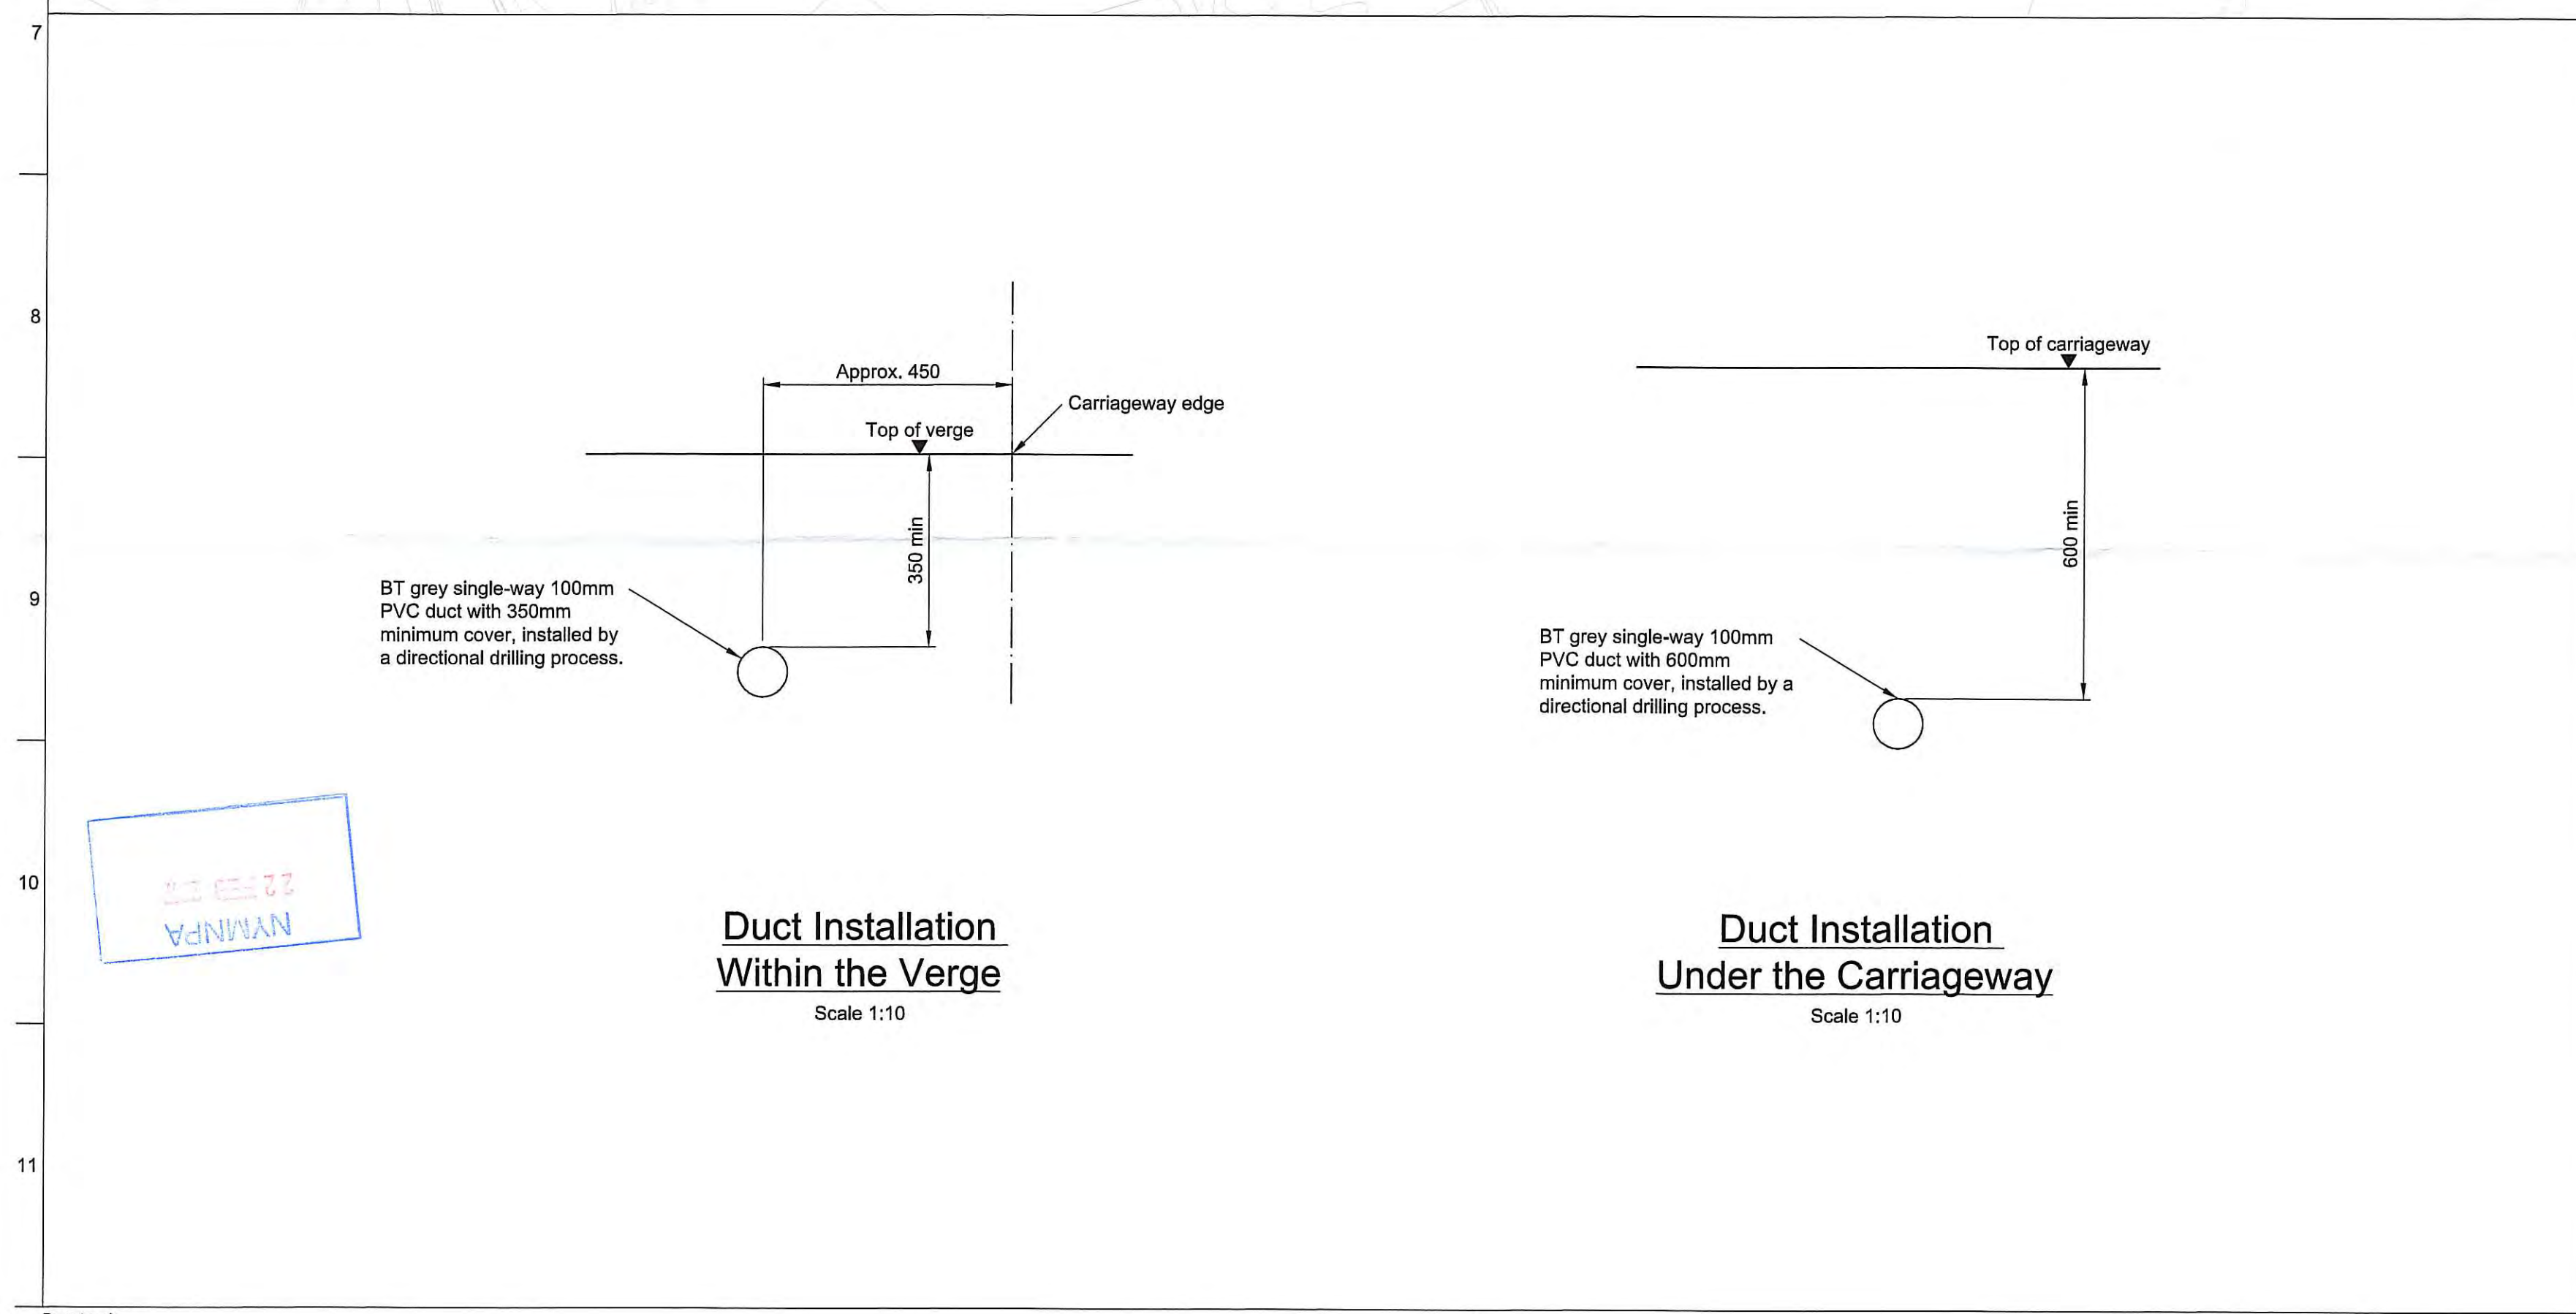 7
8
9
10
11
Approx. 450
Carriageway edge
Top of verge
350 min
BT grey single-way 100mm
PVC duct with 350mm
minimum cover, installed by
a directional drilling process.
Duct Installation
Within the Verge
Scale 1:10
Top of carriageway
600 min
BT grey single-way 100mm
PVC duct with 600mm
minimum cover, installed by a
directional drilling process.
Duct Installation
Under the Carriageway
Scale 1:10
NYMNPA
22 FEB